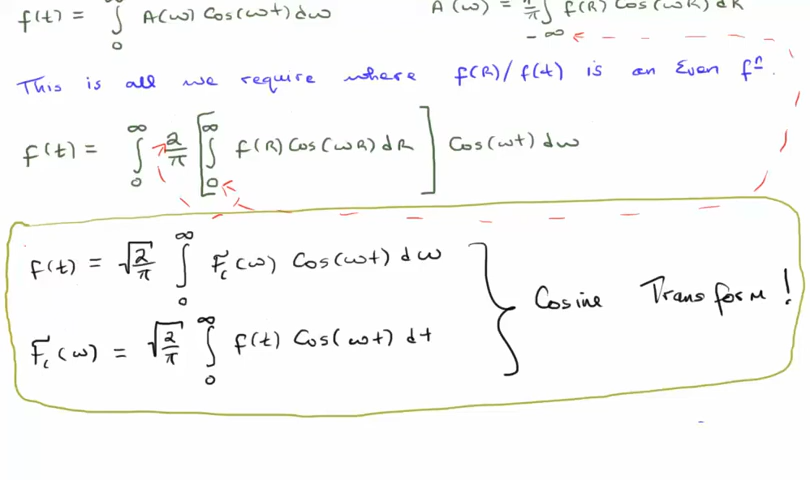 f(t) = ∫₀^∞ A(ω) Cos(ωt) dω A(ω) = 1/π ∫_{-∞} f(R) Cos(ωR) dR
This is all we require where f(R)/f(t) is an Even fⁿ.
f(t) = ∫₀^∞ 2/π [ ∫₀^∞ f(R) Cos(ωR) dR ] Cos(ωt) dω
f(t) = √(2/π) ∫₀^∞ F_c(ω) Cos(ωt) dω
} Cosine Transform!
F_c(ω) = √(2/π) ∫₀^∞ f(t) Cos(ωt) dt